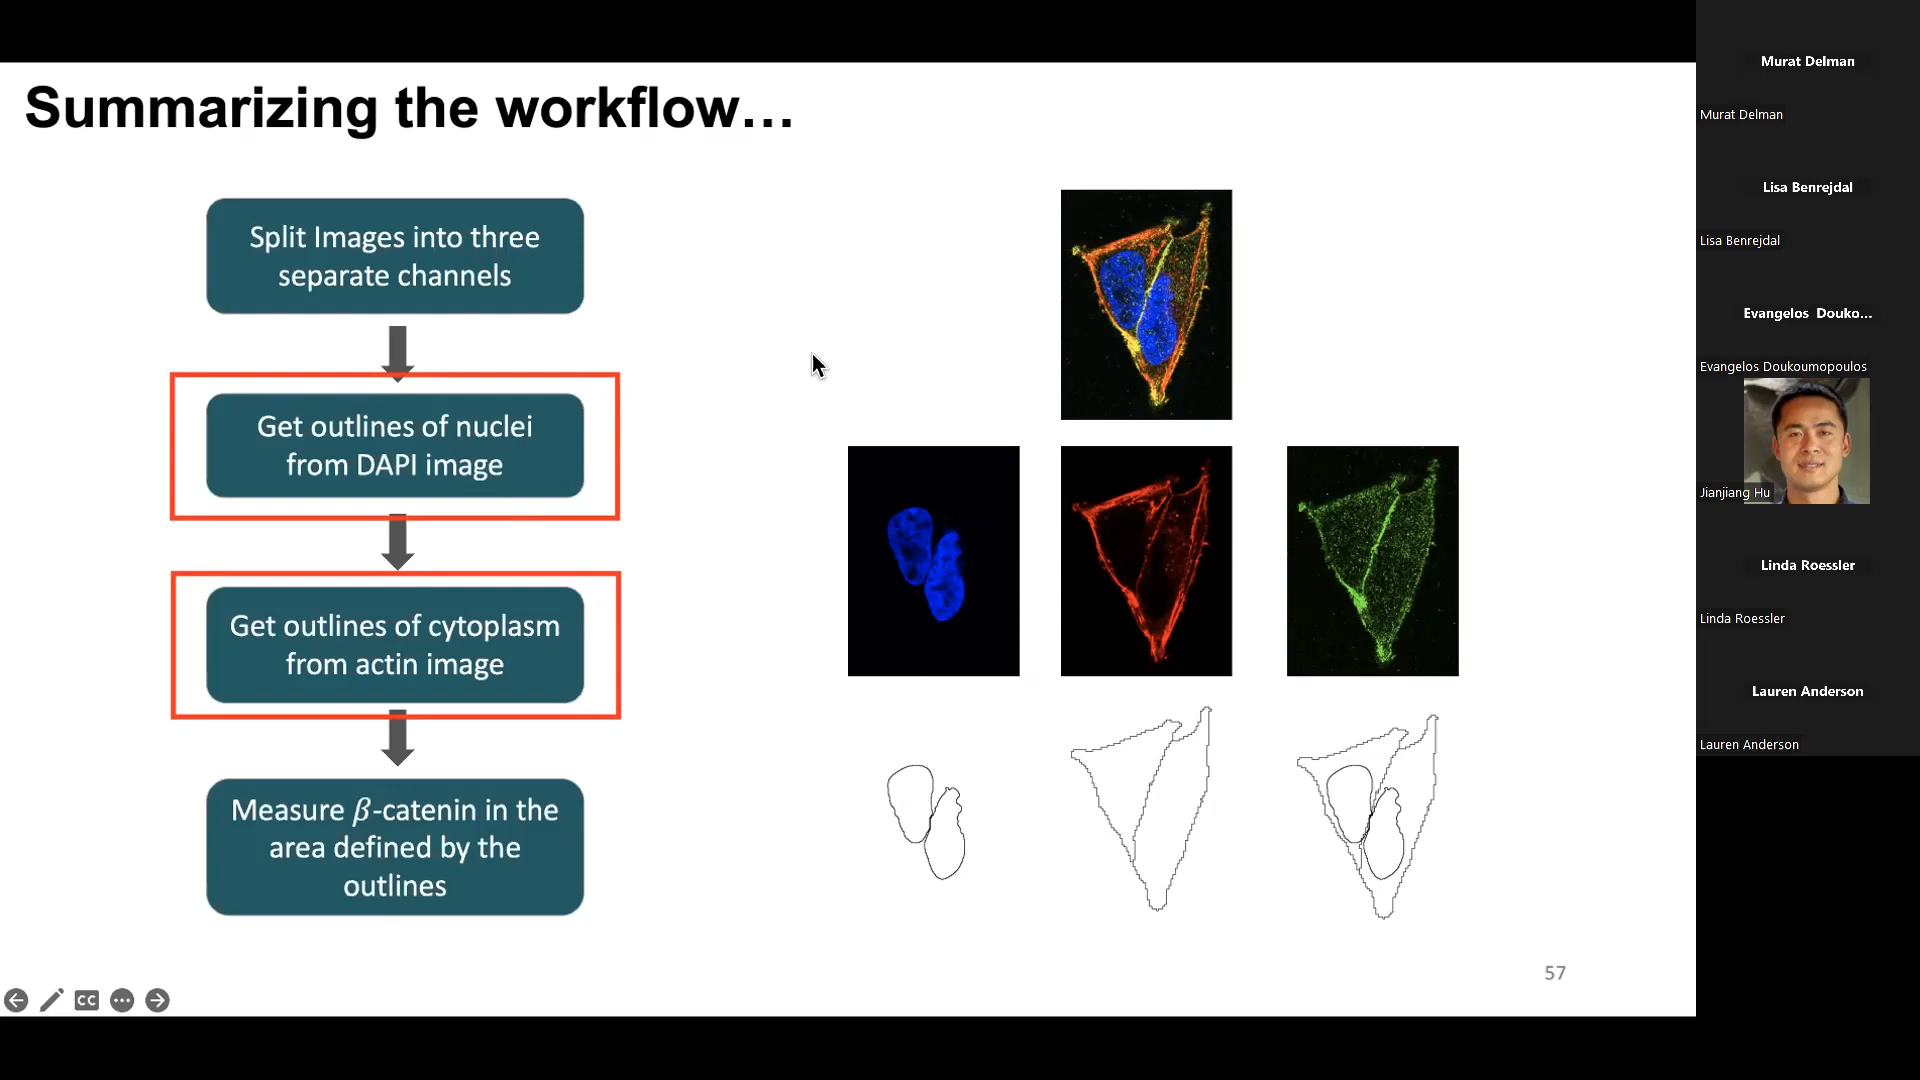 Summarizing the workflow…
Split Images into three
separate channels
Get outlines of nuclei
from DAPI image
Get outlines of cytoplasm
from actin image
Measure β-catenin in the
area defined by the
outlines
57
CC
Murat Delman
Murat Delman
Lisa Benrejdal
Lisa Benrejdal
Evangelos Douko...
Evangelos Doukoumopoulos
Jianjiang Hu
Linda Roessler
Linda Roessler
Lauren Anderson
Lauren Anderson